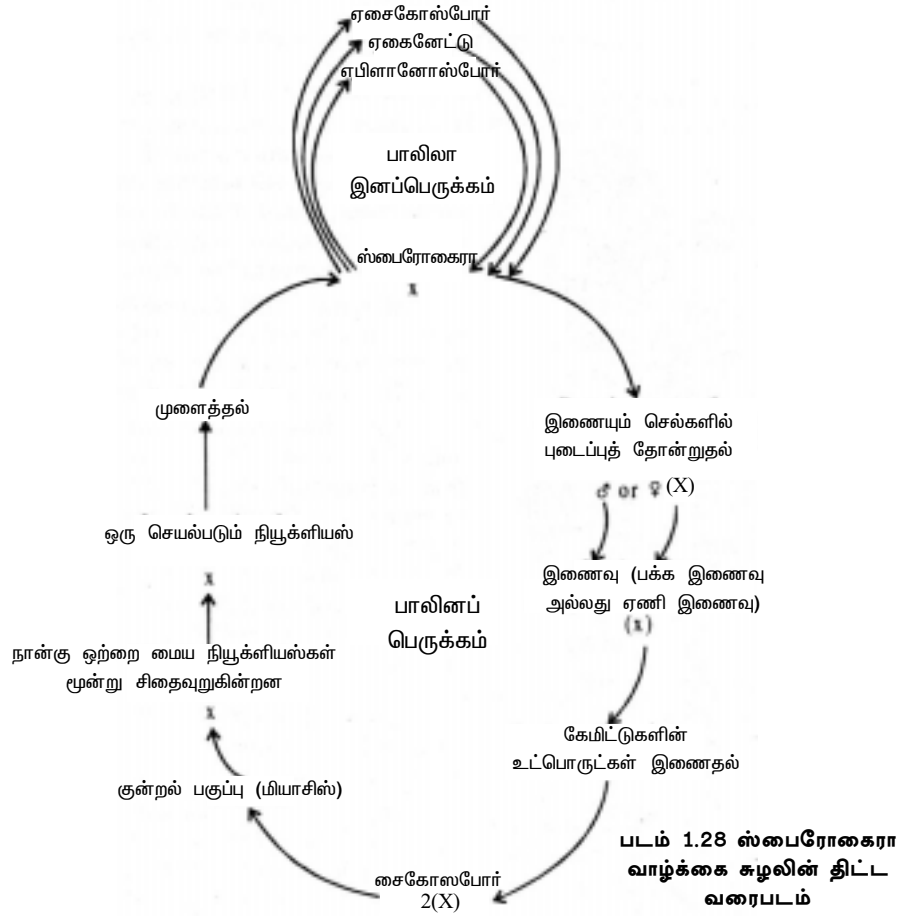 ஏசைகோஸ்போர்
ஏகைனேட்டு
எபிளானோஸ்போர்
பாலிலா
இனப்பெருக்கம்
ஸ்பைரோகைரா
x
முளைத்தல்
இணையும் செல்களில்
புடைப்புத் தோன்றுதல்
♂ or ♀ (X)
ஒரு செயல்படும் நியூக்ளியஸ்
x
இணைவு (பக்க இணைவு
அல்லது ஏணி இணைவு)
(x)
பாலினப்
பெருக்கம்
நான்கு ஒற்றை மைய நியூக்ளியஸ்கள்
மூன்று சிதைவுறுகின்றன
x
கேமிட்டுகளின்
உட்பொருட்கள் இணைதல்
குன்றல் பகுப்பு (மியாசிஸ்)
சைகோஸபோர்
2(X)
படம் 1.28 ஸ்பைரோகைரா
வாழ்க்கை சுழலின் திட்ட
வரைபடம்